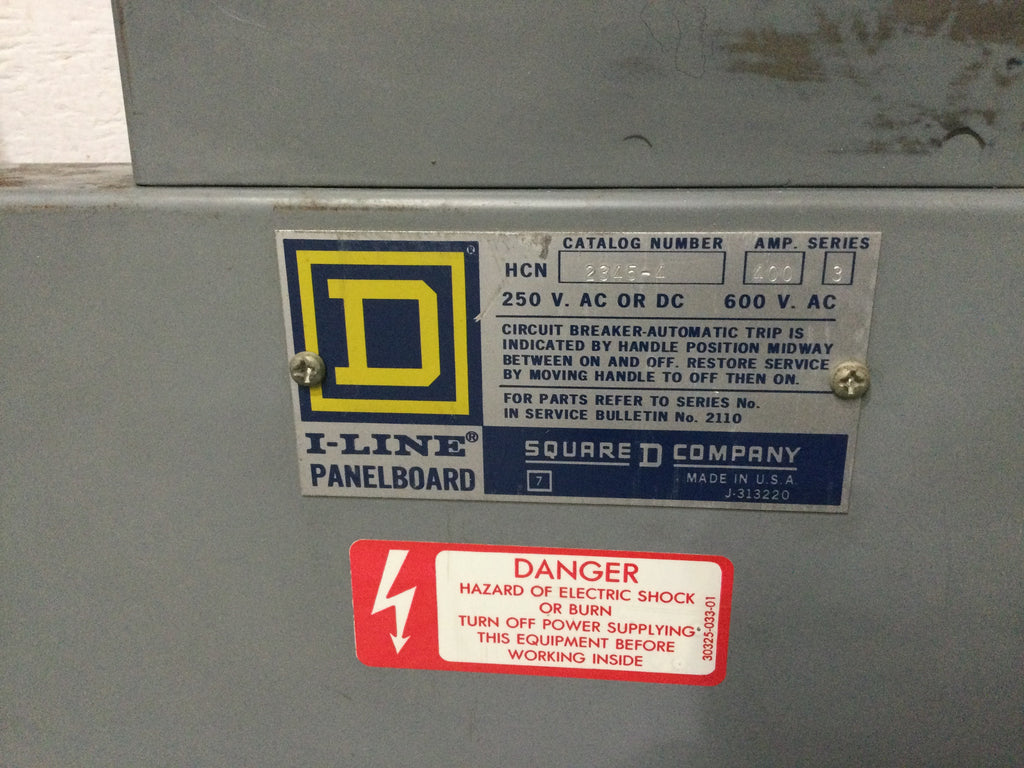 D ®
I-LINE®
PANELBOARD
CATALOG NUMBER AMP. SERIES
HCN 2345-4 400 3
250 V. AC OR DC 600 V. AC
CIRCUIT BREAKER-AUTOMATIC TRIP IS
INDICATED BY HANDLE POSITION MIDWAY
BETWEEN ON AND OFF. RESTORE SERVICE
BY MOVING HANDLE TO OFF THEN ON.
FOR PARTS REFER TO SERIES No.
IN SERVICE BULLETIN No. 2110
SQUARE D COMPANY
7 MADE IN U.S.A.
J-313220
DANGER
HAZARD OF ELECTRIC SHOCK
OR BURN
TURN OFF POWER SUPPLYING
THIS EQUIPMENT BEFORE
WORKING INSIDE
30325-033-01